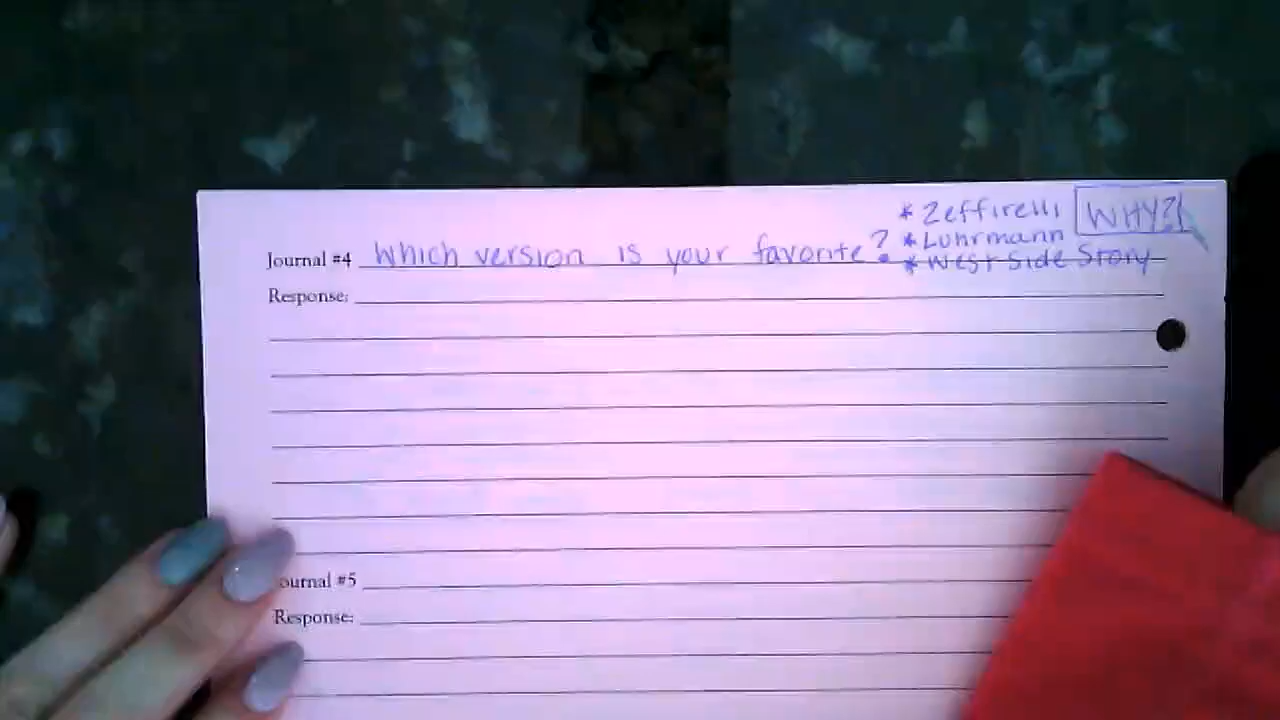 * Zeffirelli WHY?!
Journal #4 Which version is your favorite? * Luhrmann
* West Side Story
Response:
ournal #5
Response: